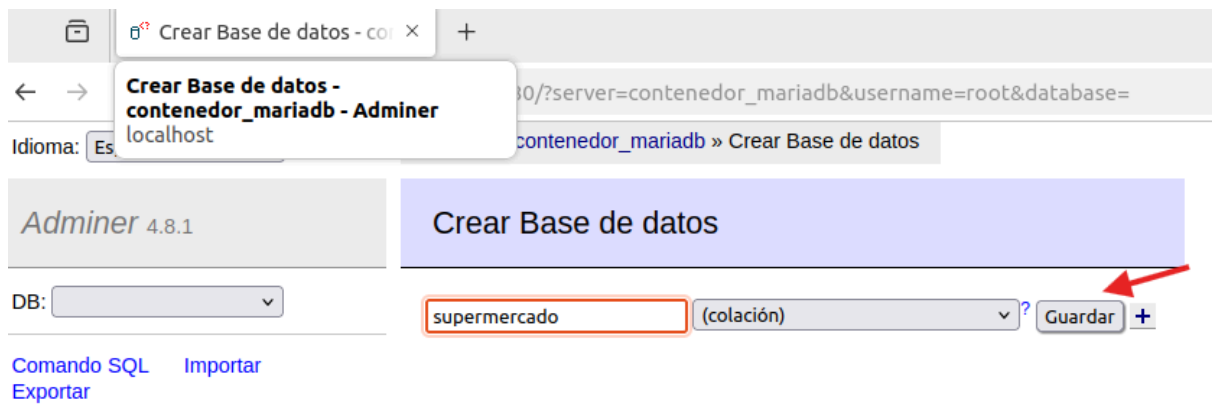 Crear Base de datos - co
Crear Base de datos -
contenedor_mariadb - Adminer
localhost
30/?server=contenedor_mariadb&username=root&database=
Idioma: Es
contenedor_mariadb » Crear Base de datos
Adminer 4.8.1
Crear Base de datos
DB:
supermercado (colación) ? Guardar +
Comando SQL Importar
Exportar